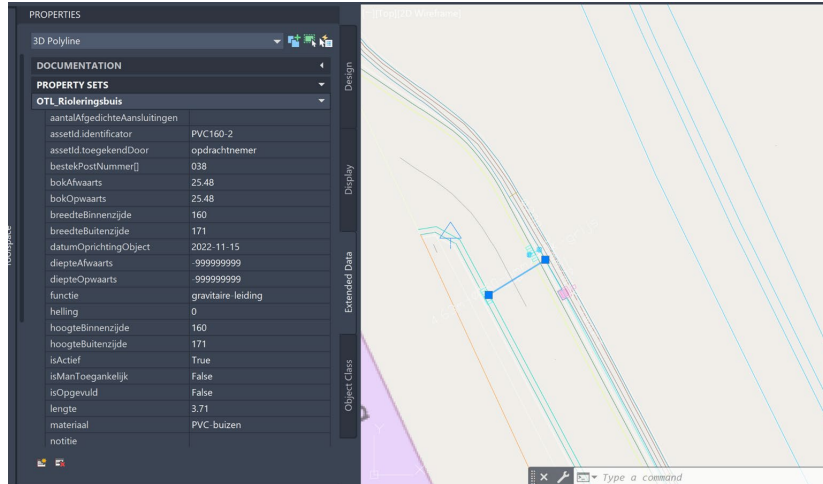 PROPERTIES
[Top][2D Wireframe]
3D Polyline
DOCUMENTATION
PROPERTY SETS
OTL_Rioleringsbuis
aantalAfgedichteAansluitingen
assetId.identificator PVC160-2
assetId.toegekendDoor opdrachtnemer
bestekPostNummer[] 038
bokAfwaarts 25.48
bokOpwaarts 25.48
breedteBinnenzijde 160
breedteBuitenzijde 171
datumOprichtingObject 2022-11-15
diepteAfwaarts -999999999
diepteOpwaarts -999999999
functie gravitaire-leiding
helling 0
hoogteBinnenzijde 160
hoogteBuitenzijde 171
isActief True
isManToegankelijk False
isOpgevuld False
lengte 3.71
materiaal PVC-buizen
notitie
Design
Display
Extended Data
Object Class
Y
Type a command